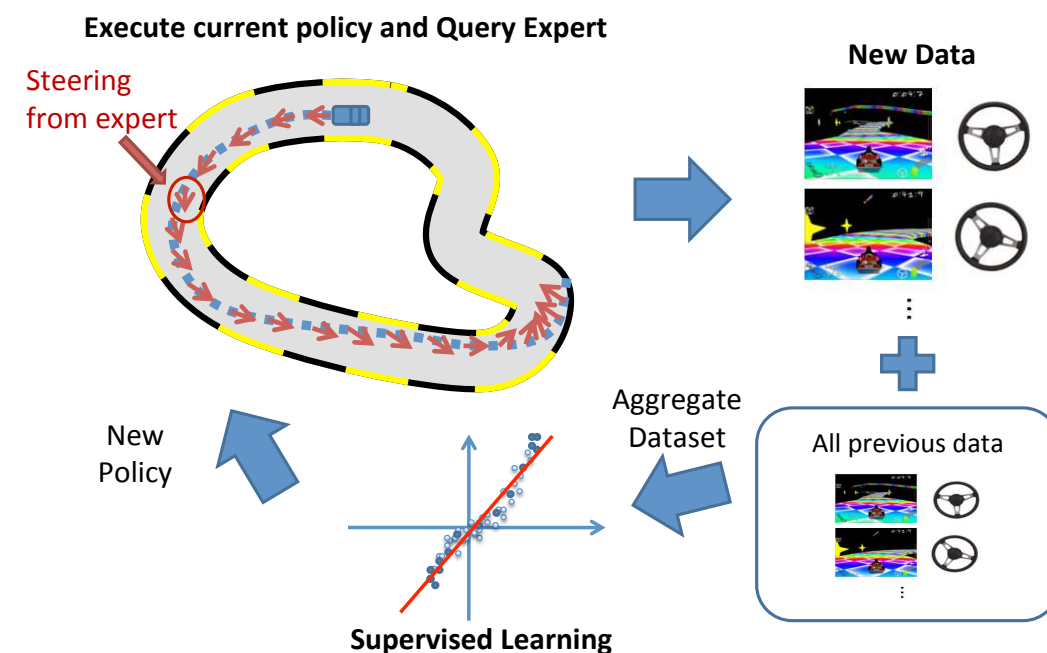 Execute current policy and Query Expert
Steering
from expert
New Data
⋮
All previous data
⋮
Aggregate
Dataset
Supervised Learning
New
Policy